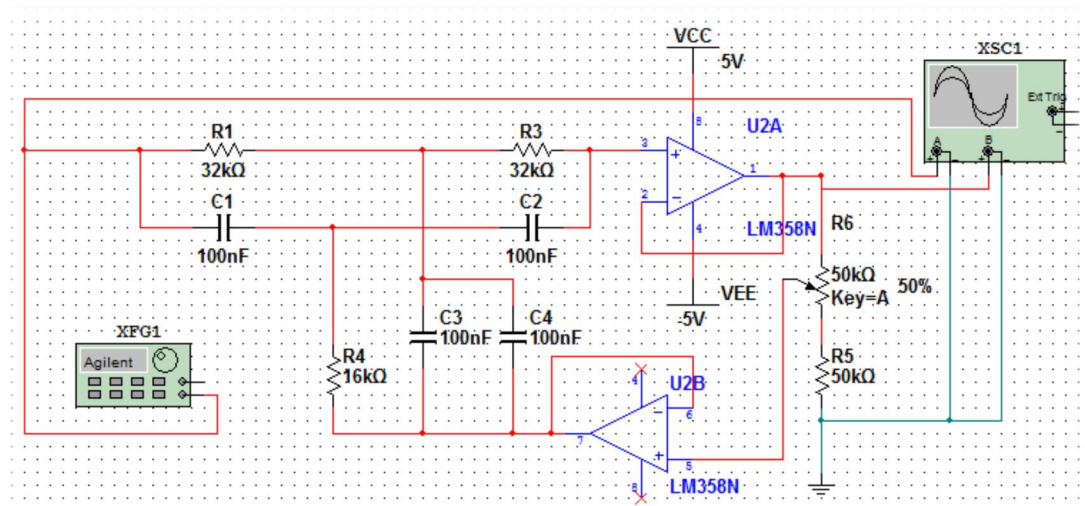 VCC
5V
XSC1
Ext Trig
+
−
A
B
+ − + −
R1
32kΩ
R3
32kΩ
8
U2A
3
+
1
2
−
4
LM358N
C1
100nF
C2
100nF
R6
50kΩ
Key=A
50%
VEE
-5V
XFG1
Agilent
C3
100nF
C4
100nF
R4
16kΩ
R5
50kΩ
4
U2B
−
6
7
+
5
8
LM358N